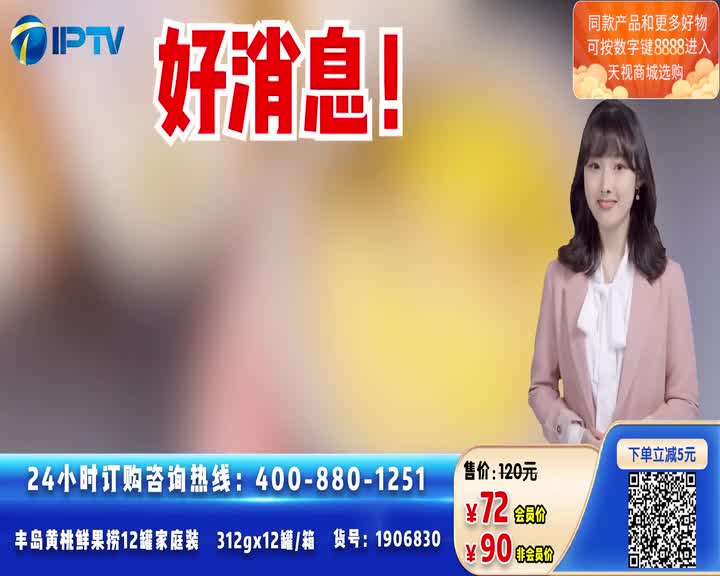 IPTV
好消息!
同款产品和更多好物
可按数字键8888进入
天视商城选购
24小时订购咨询热线：400-880-1251
丰岛黄桃鲜果捞12罐家庭装 312gx12罐/箱 货号：1906830
售价:120元
¥72会员价
¥90非会员价
下单立减5元